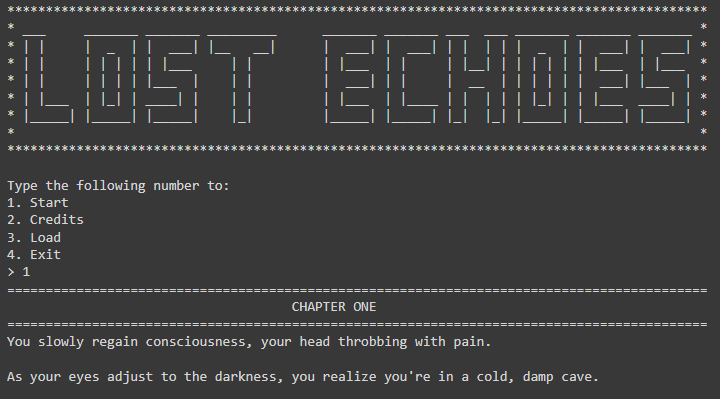 LOST ECHOES
Type the following number to:
1. Start
2. Credits
3. Load
4. Exit
> 1
CHAPTER ONE
You slowly regain consciousness, your head throbbing with pain.
As your eyes adjust to the darkness, you realize you're in a cold, damp cave.